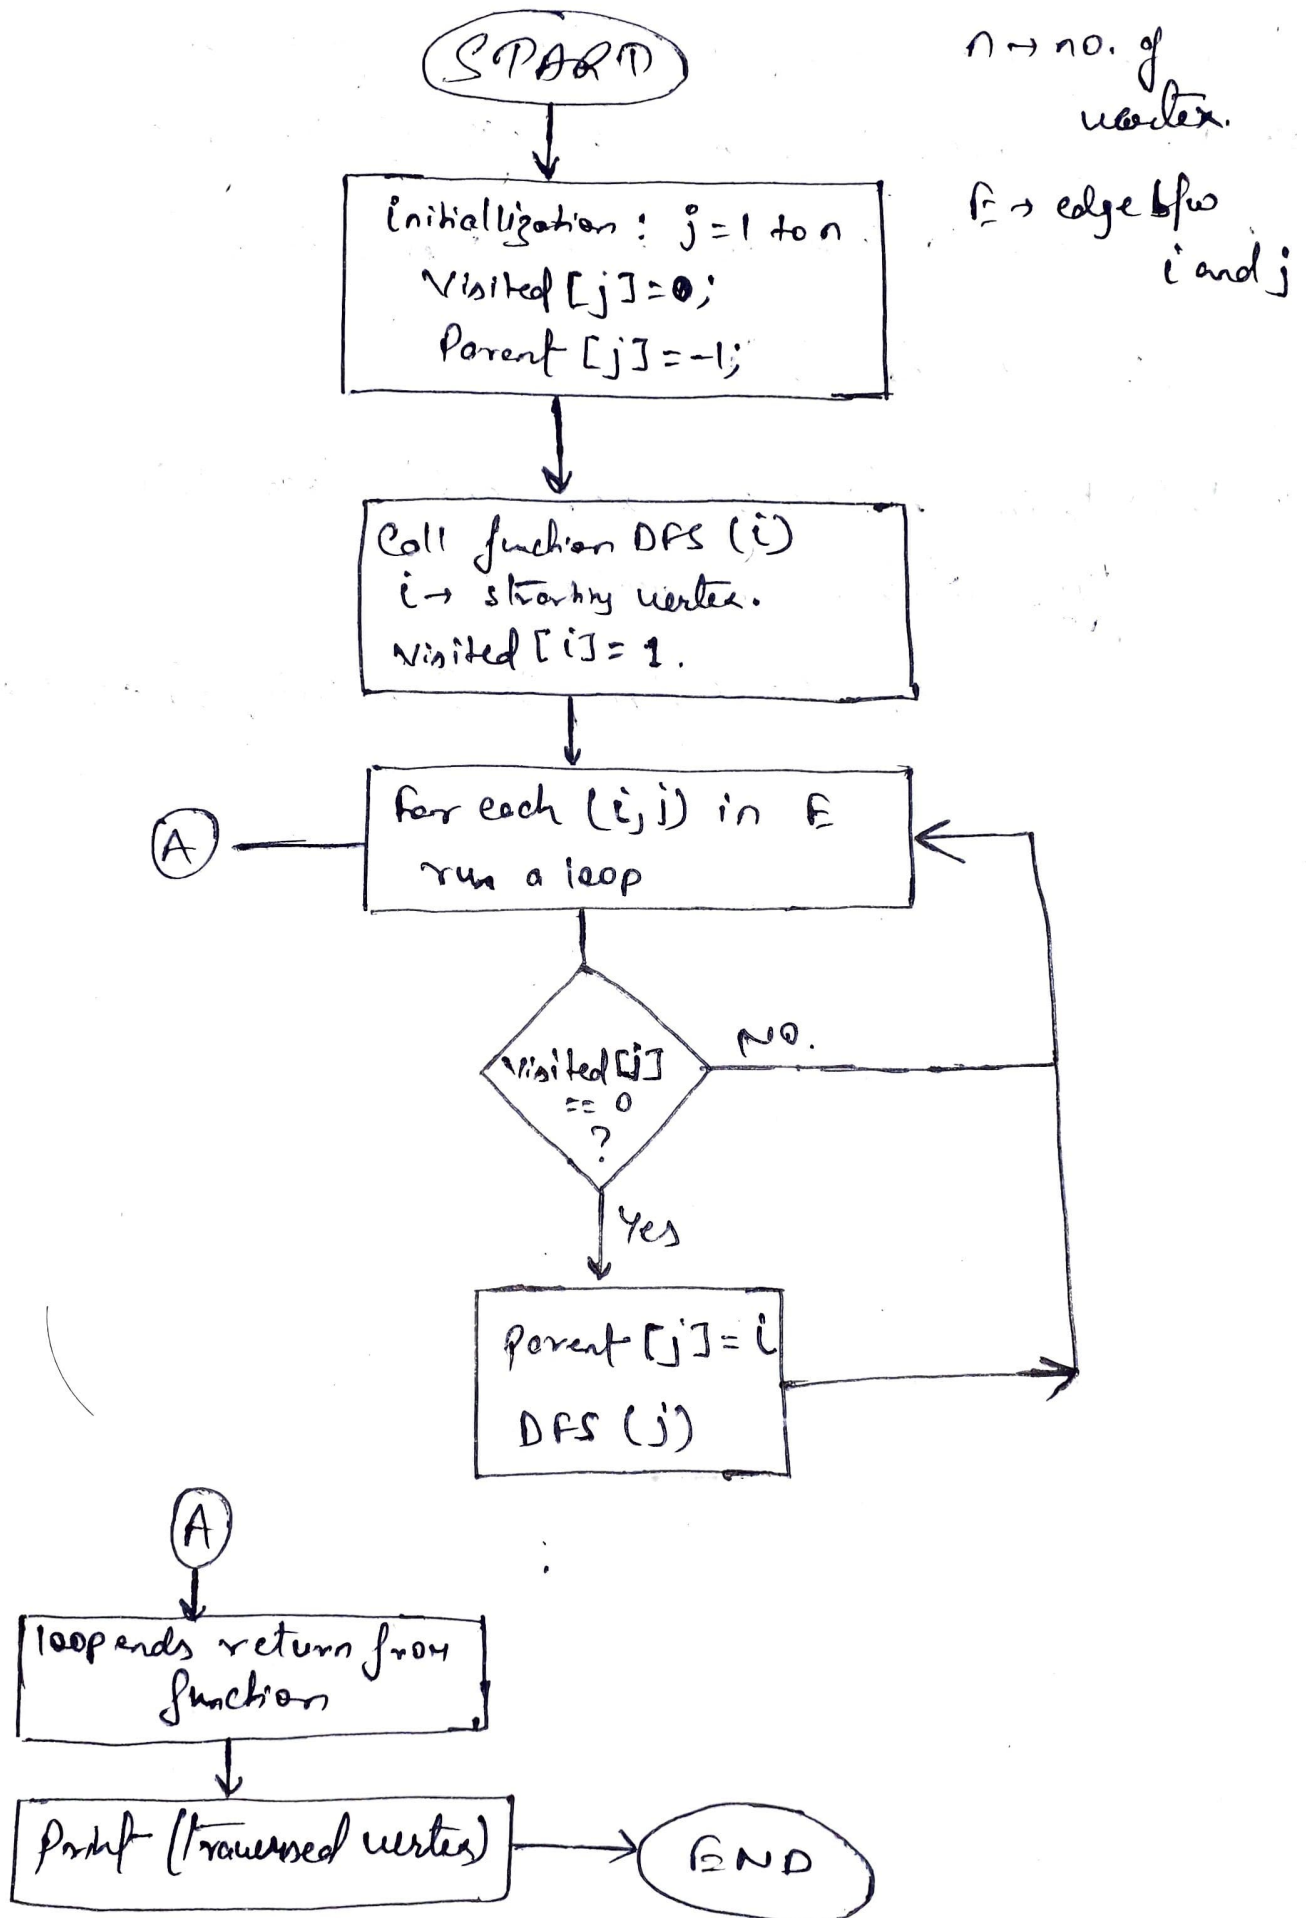 START
n → no. of
vertex.
E → edge b/w
i and j
initiallization : j = 1 to n
Visited [j] = 0;
Parent [j] = -1;
Call function DFS (i)
i → starting vertex.
Visited [i] = 1.
For each (i, j) in E
run a loop
A
Visited [j]
== 0
?
NO.
Yes
Parent [j] = i
DFS (j)
A
loop ends return from
function
Print (Traversed vertex)
END